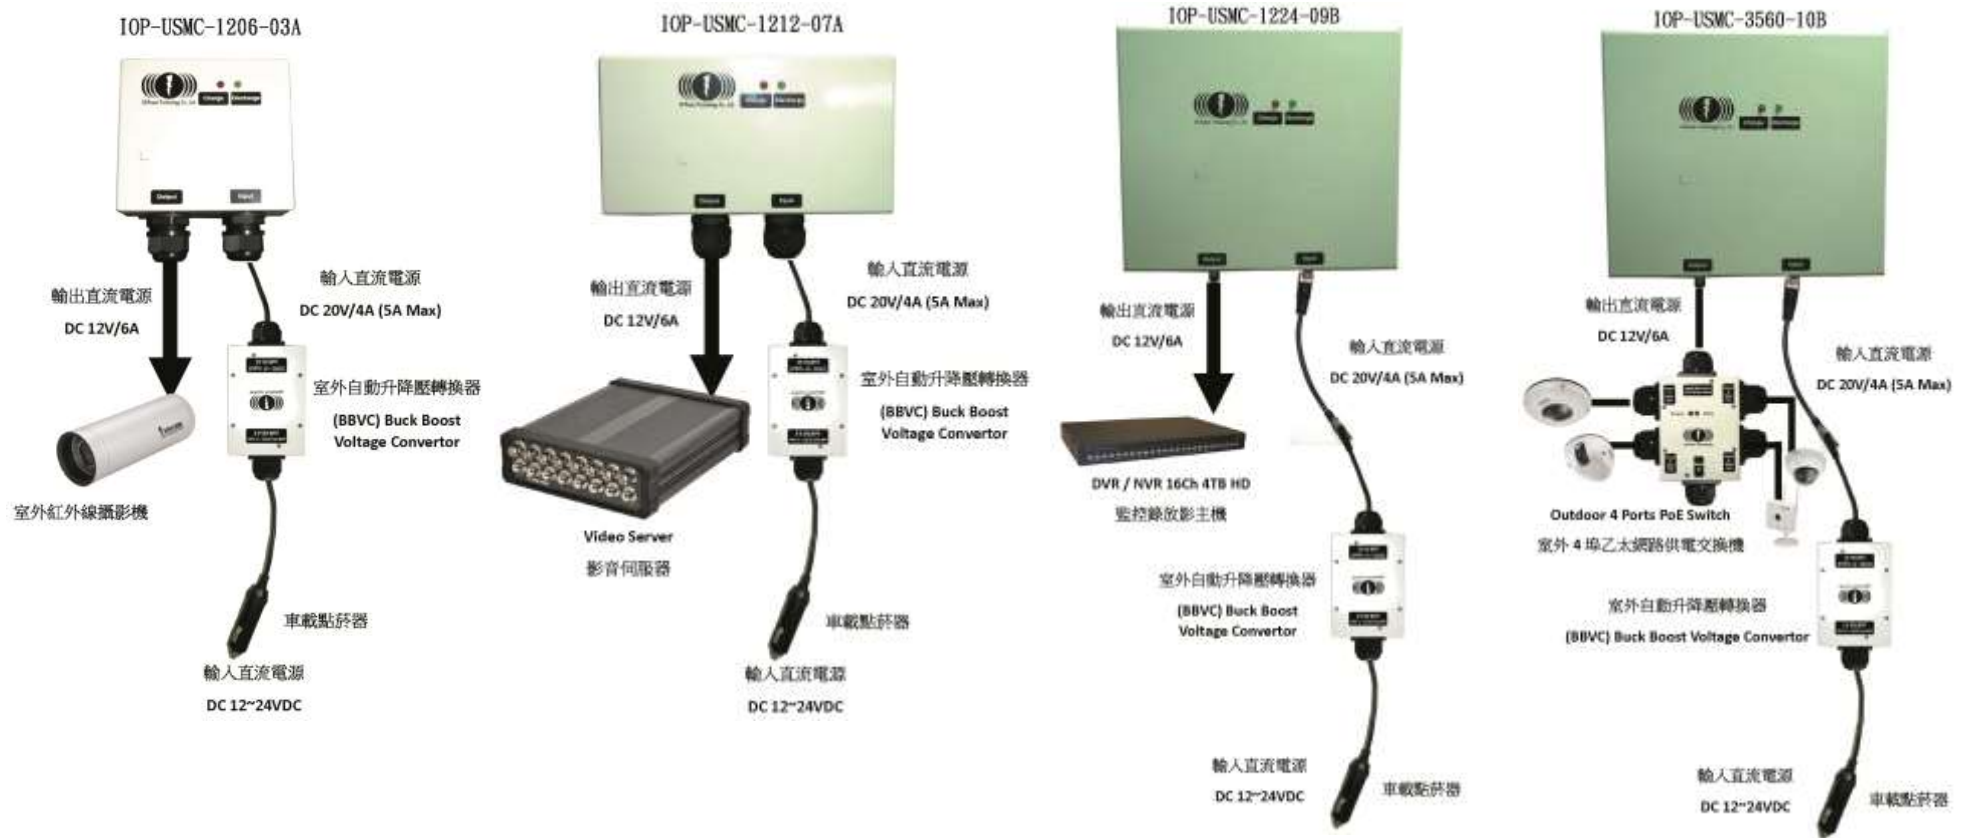 IOP-USMC-1206-03A
Charge
Discharge
Output
Input
輸出直流電源
DC 12V/6A
輸入直流電源
DC 20V/4A (5A Max)
室外自動升降壓轉換器
(BBVC) Buck Boost
Voltage Convertor
室外紅外線攝影機
車載點菸器
輸入直流電源
DC 12~24VDC
IOP-USMC-1212-07A
Output
Input
輸出直流電源
DC 12V/6A
輸入直流電源
DC 20V/4A (5A Max)
室外自動升降壓轉換器
(BBVC) Buck Boost
Voltage Convertor
Video Server
影音伺服器
車載點菸器
輸入直流電源
DC 12~24VDC
IOP-USMC-1224-09B
輸出直流電源
DC 12V/6A
輸入直流電源
DC 20V/4A (5A Max)
DVR / NVR 16Ch 4TB HD
監控錄放影主機
室外自動升降壓轉換器
(BBVC) Buck Boost
Voltage Convertor
輸入直流電源
DC 12~24VDC
車載點菸器
IOP-USMC-3560-10B
輸出直流電源
DC 12V/6A
輸入直流電源
DC 20V/4A (5A Max)
Outdoor 4 Ports PoE Switch
室外 4 埠乙太網路供電交換機
室外自動升降壓轉換器
(BBVC) Buck Boost Voltage Convertor
輸入直流電源
DC 12~24VDC
車載點菸器